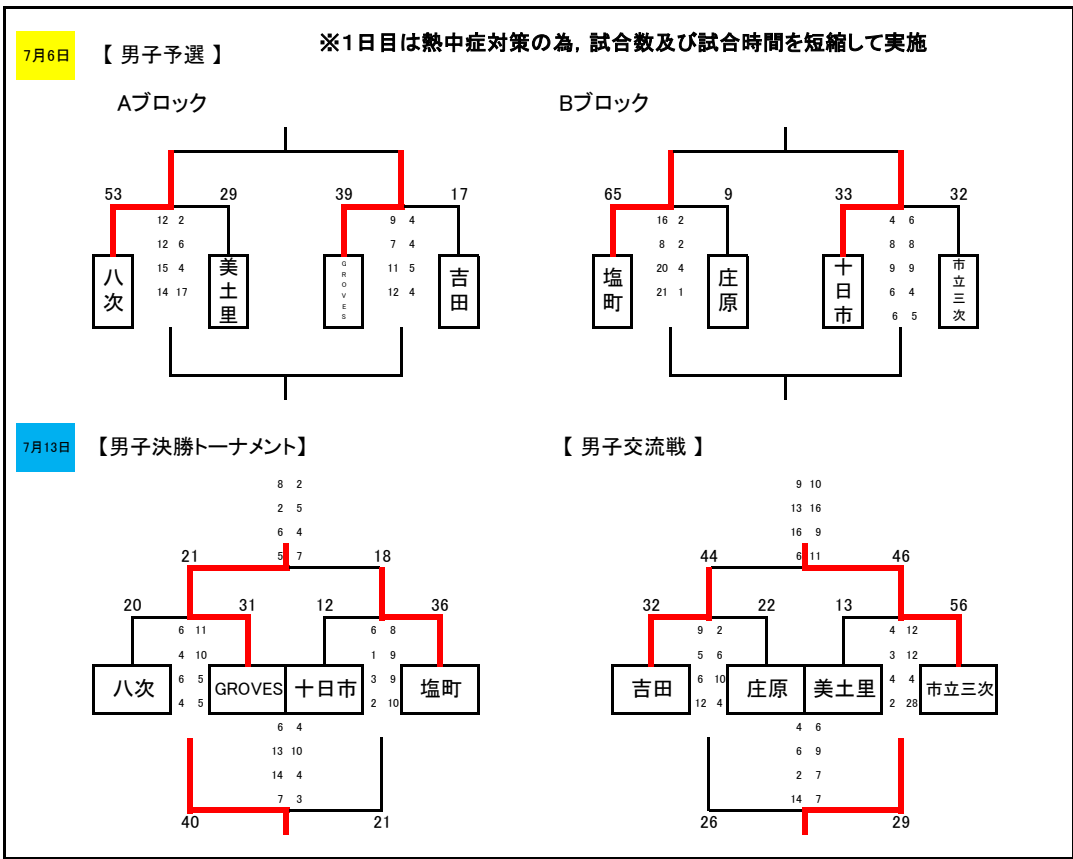 7月6日 【 男子予選 】 ※１日目は熱中症対策の為，試合数及び試合時間を短縮して実施
Aブロック Bブロック
53 29 39 17 65 9 33 32
12 2 9 4 16 2 4 6
12 6 7 4 8 2 8 8
15 4 11 5 20 4 9 9
14 17 12 4 21 1 6 4
6 5
八次 美土里 GROVES 吉田 塩町 庄原 十日市 市立三次
7月13日 【男子決勝トーナメント】 【 男子交流戦 】
8 2 9 10
2 5 13 16
6 4 16 9
5 7 6 11
21 18 44 46
20 31 12 36 32 22 13 56
6 11 6 8 9 2 4 12
4 10 1 9 5 6 3 12
6 5 3 9 6 10 4 4
4 5 2 10 12 4 2 28
八次 GROVES 十日市 塩町 吉田 庄原 美土里 市立三次
6 4 4 6
13 10 6 9
14 4 2 7
7 3 14 7
40 21 26 29